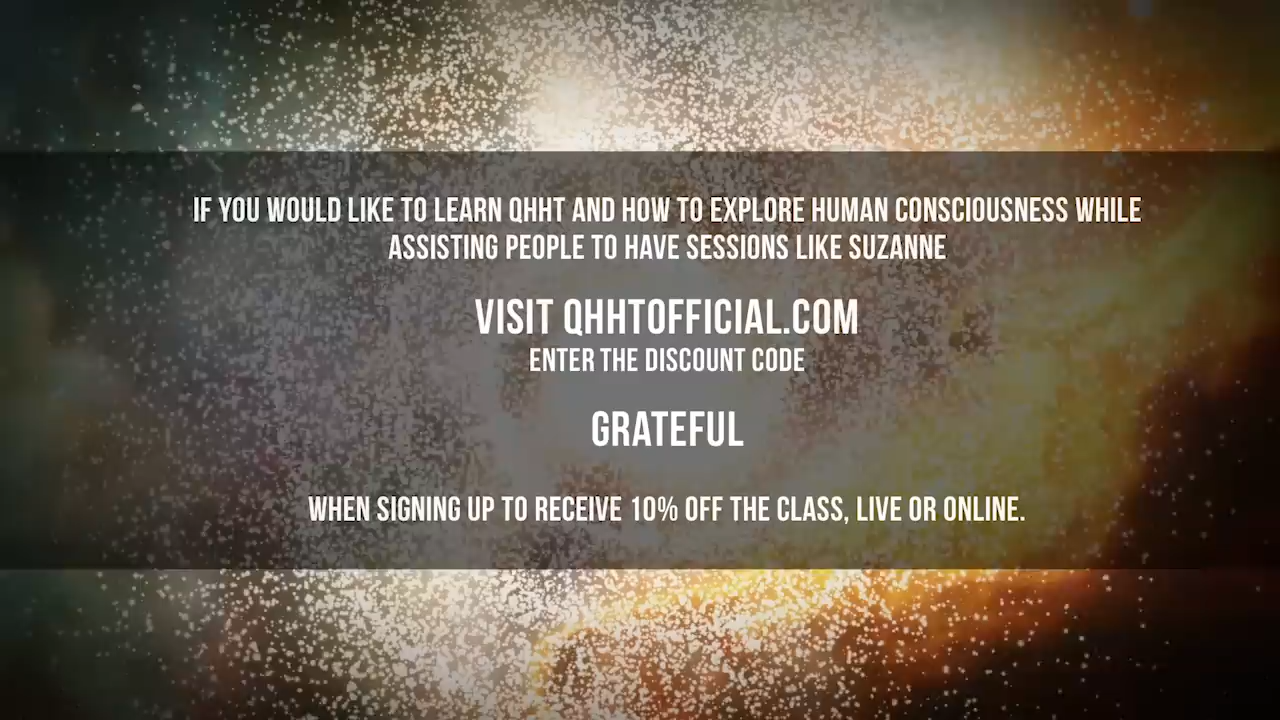 IF YOU WOULD LIKE TO LEARN QHHT AND HOW TO EXPLORE HUMAN CONSCIOUSNESS WHILE
ASSISTING PEOPLE TO HAVE SESSIONS LIKE SUZANNE
VISIT QHHTOFFICIAL.COM
ENTER THE DISCOUNT CODE
GRATEFUL
WHEN SIGNING UP TO RECEIVE 10% OFF THE CLASS, LIVE OR ONLINE.